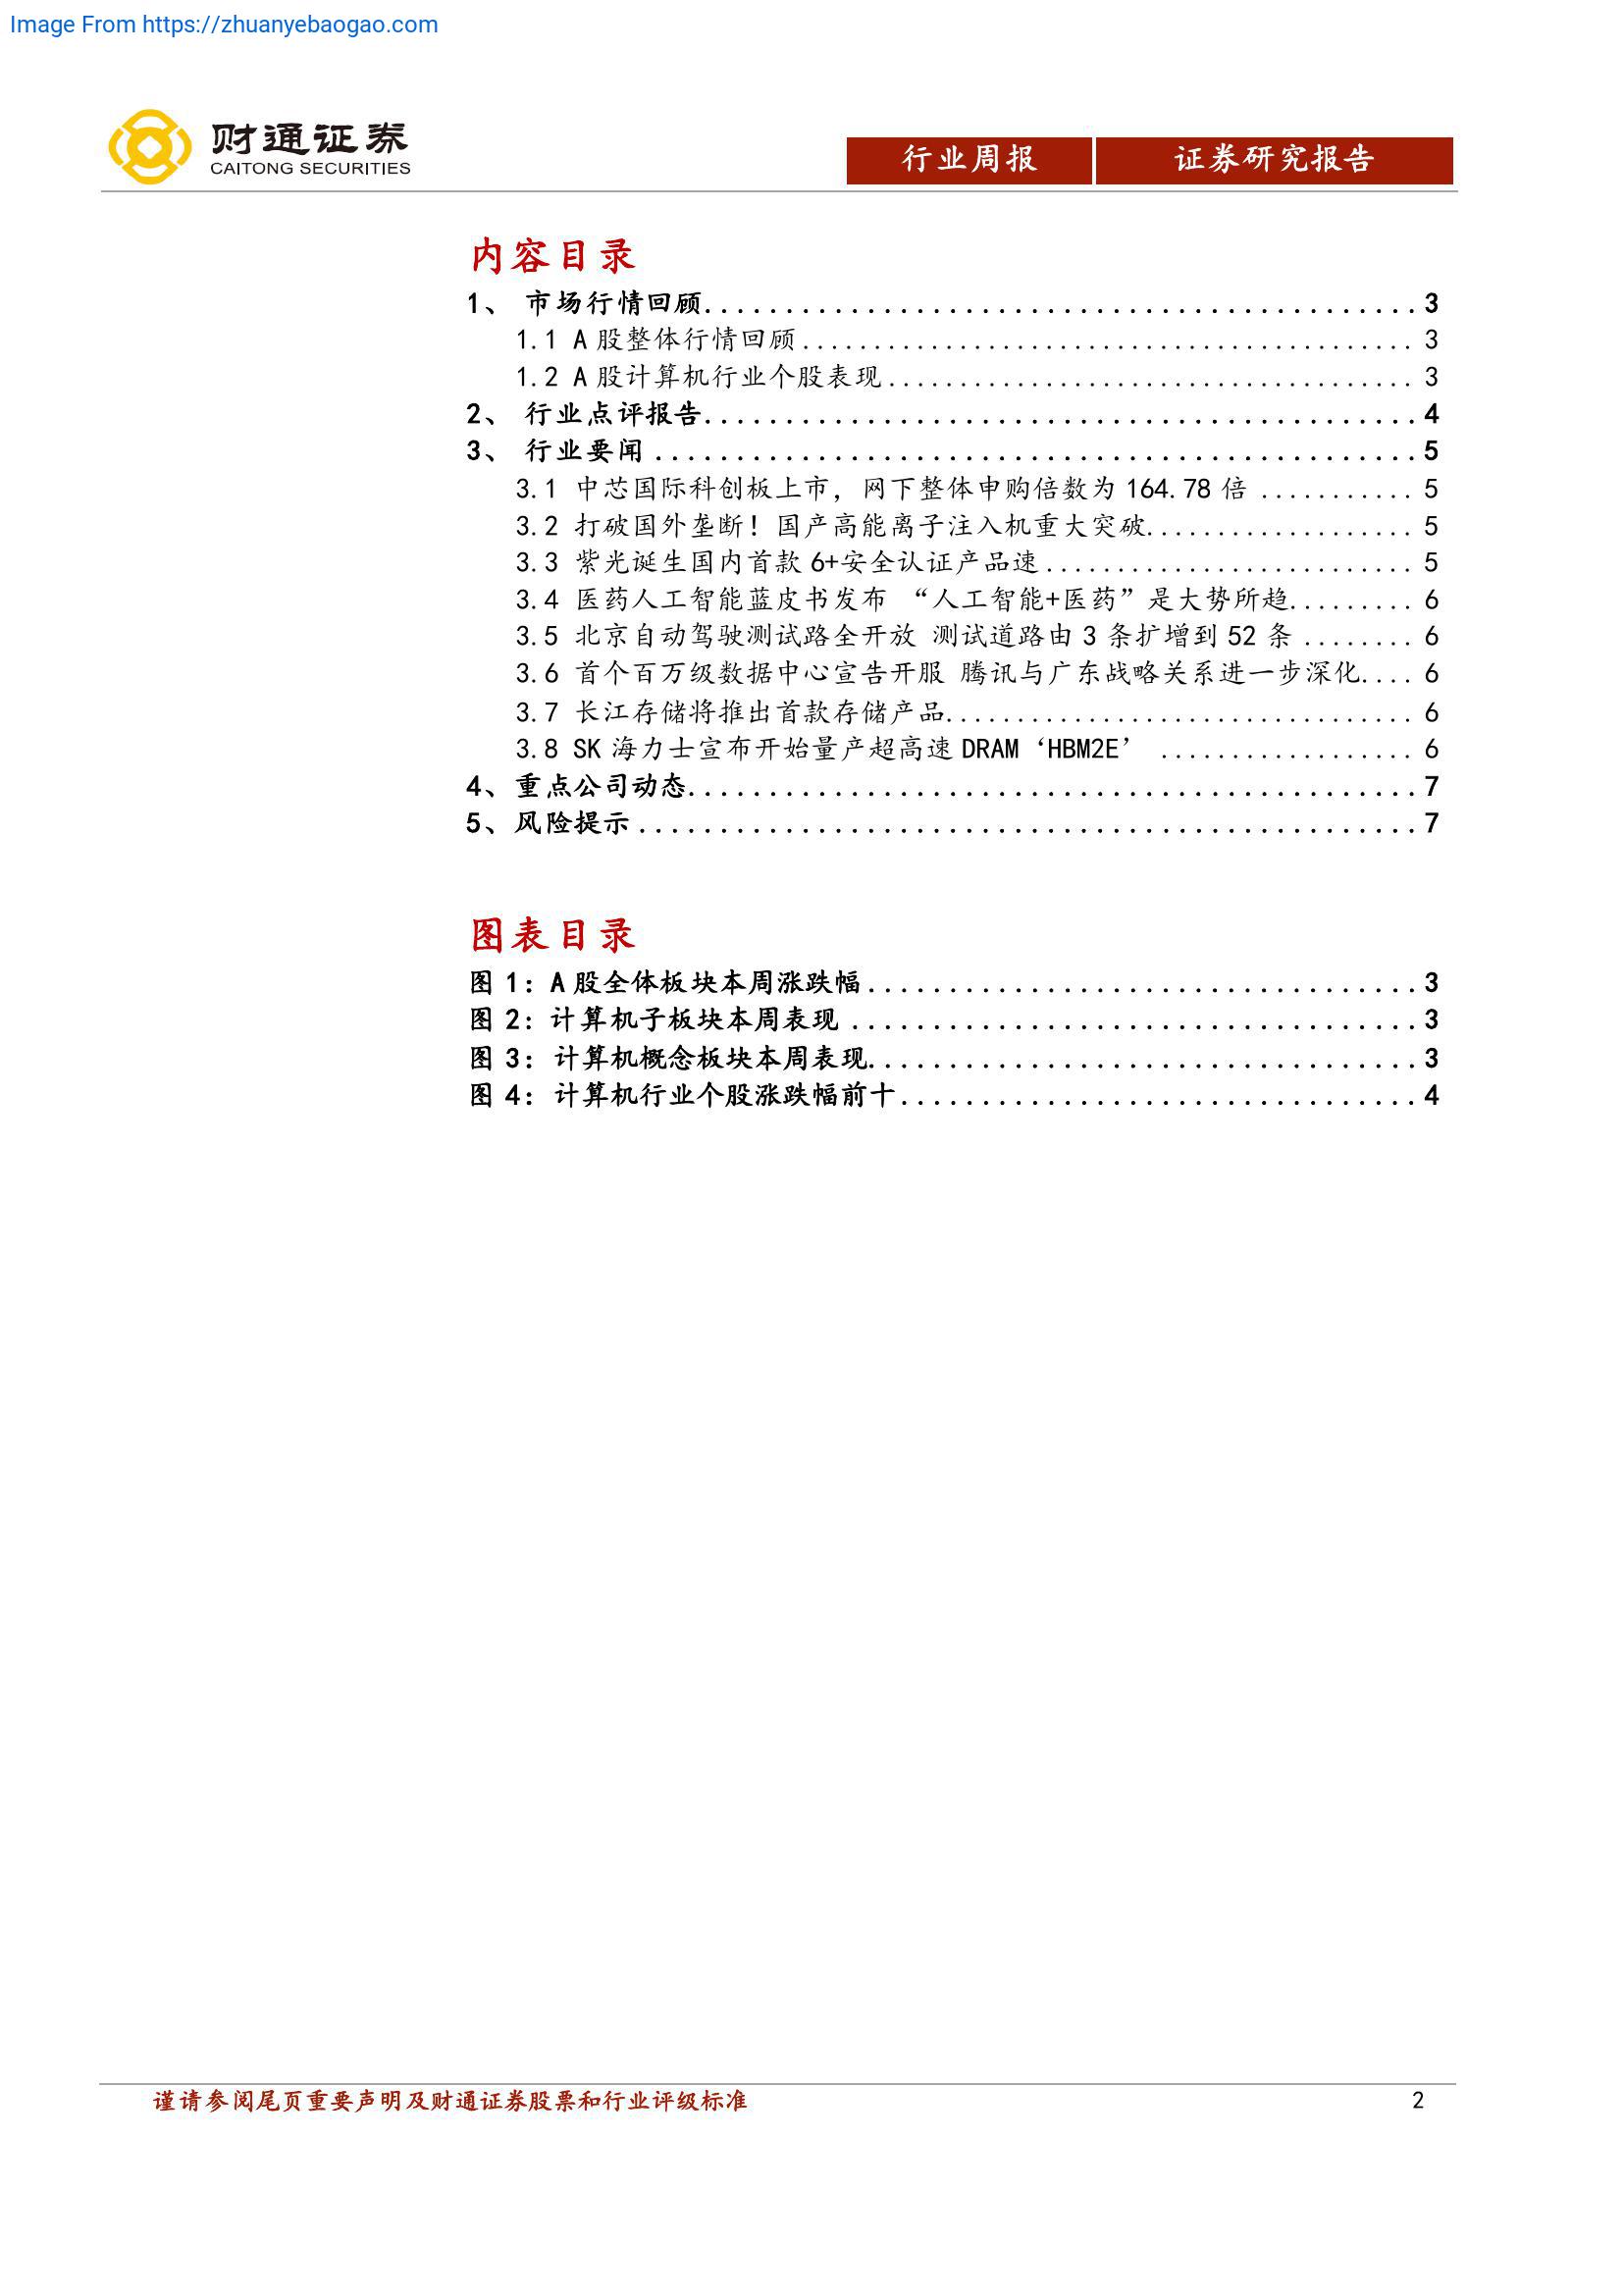 Image From https://zhuanyebaogao.com
财通证券
CAITONG SECURITIES
行业周报 证券研究报告
内容目录
1、 市场行情回顾........................................... 3
1.1 A 股整体行情回顾........................................... 3
1.2 A 股计算机行业个股表现..................................... 3
2、 行业点评报告........................................... 4
3、 行业要闻 .............................................. 5
3.1 中芯国际科创板上市，网下整体申购倍数为 164.78 倍 ........... 5
3.2 打破国外垄断！国产高能离子注入机重大突破................... 5
3.3 紫光诞生国内首款 6+安全认证产品速.......................... 5
3.4 医药人工智能蓝皮书发布 “人工智能+医药”是大势所趋......... 6
3.5 北京自动驾驶测试路全开放 测试道路由 3 条扩增到 52 条 ........ 6
3.6 首个百万级数据中心宣告开服 腾讯与广东战略关系进一步深化.... 6
3.7 长江存储将推出首款存储产品................................. 6
3.8 SK 海力士宣布开始量产超高速 DRAM‘HBM2E’ .................. 6
4、重点公司动态............................................ 7
5、风险提示 ............................................... 7
图表目录
图 1：A 股全体板块本周涨跌幅................................. 3
图 2：计算机子板块本周表现 .................................. 3
图 3：计算机概念板块本周表现................................. 3
图 4：计算机行业个股涨跌幅前十............................... 4
谨请参阅尾页重要声明及财通证券股票和行业评级标准 2